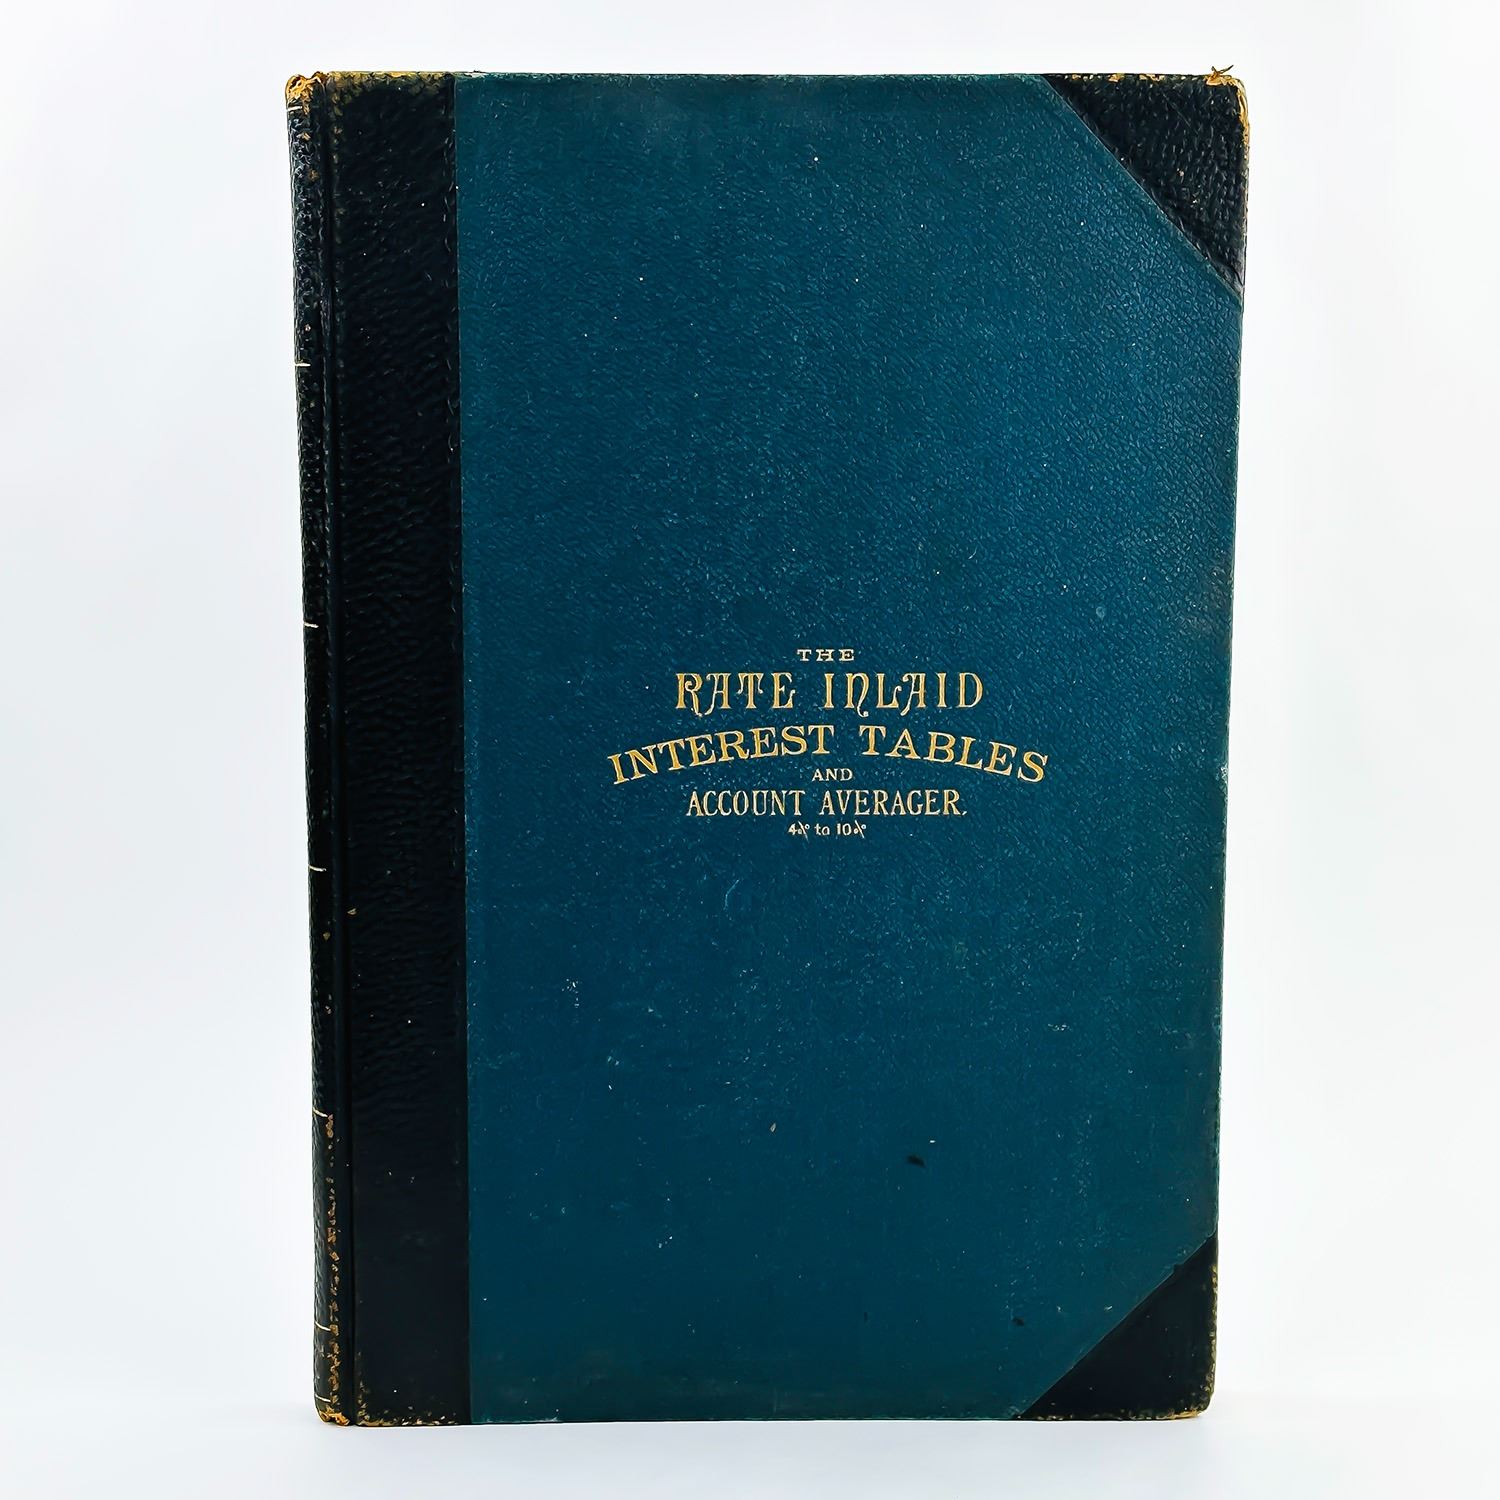 THE
RATE INLAID
INTEREST TABLES
AND
ACCOUNT AVERAGER.
4% to 10%